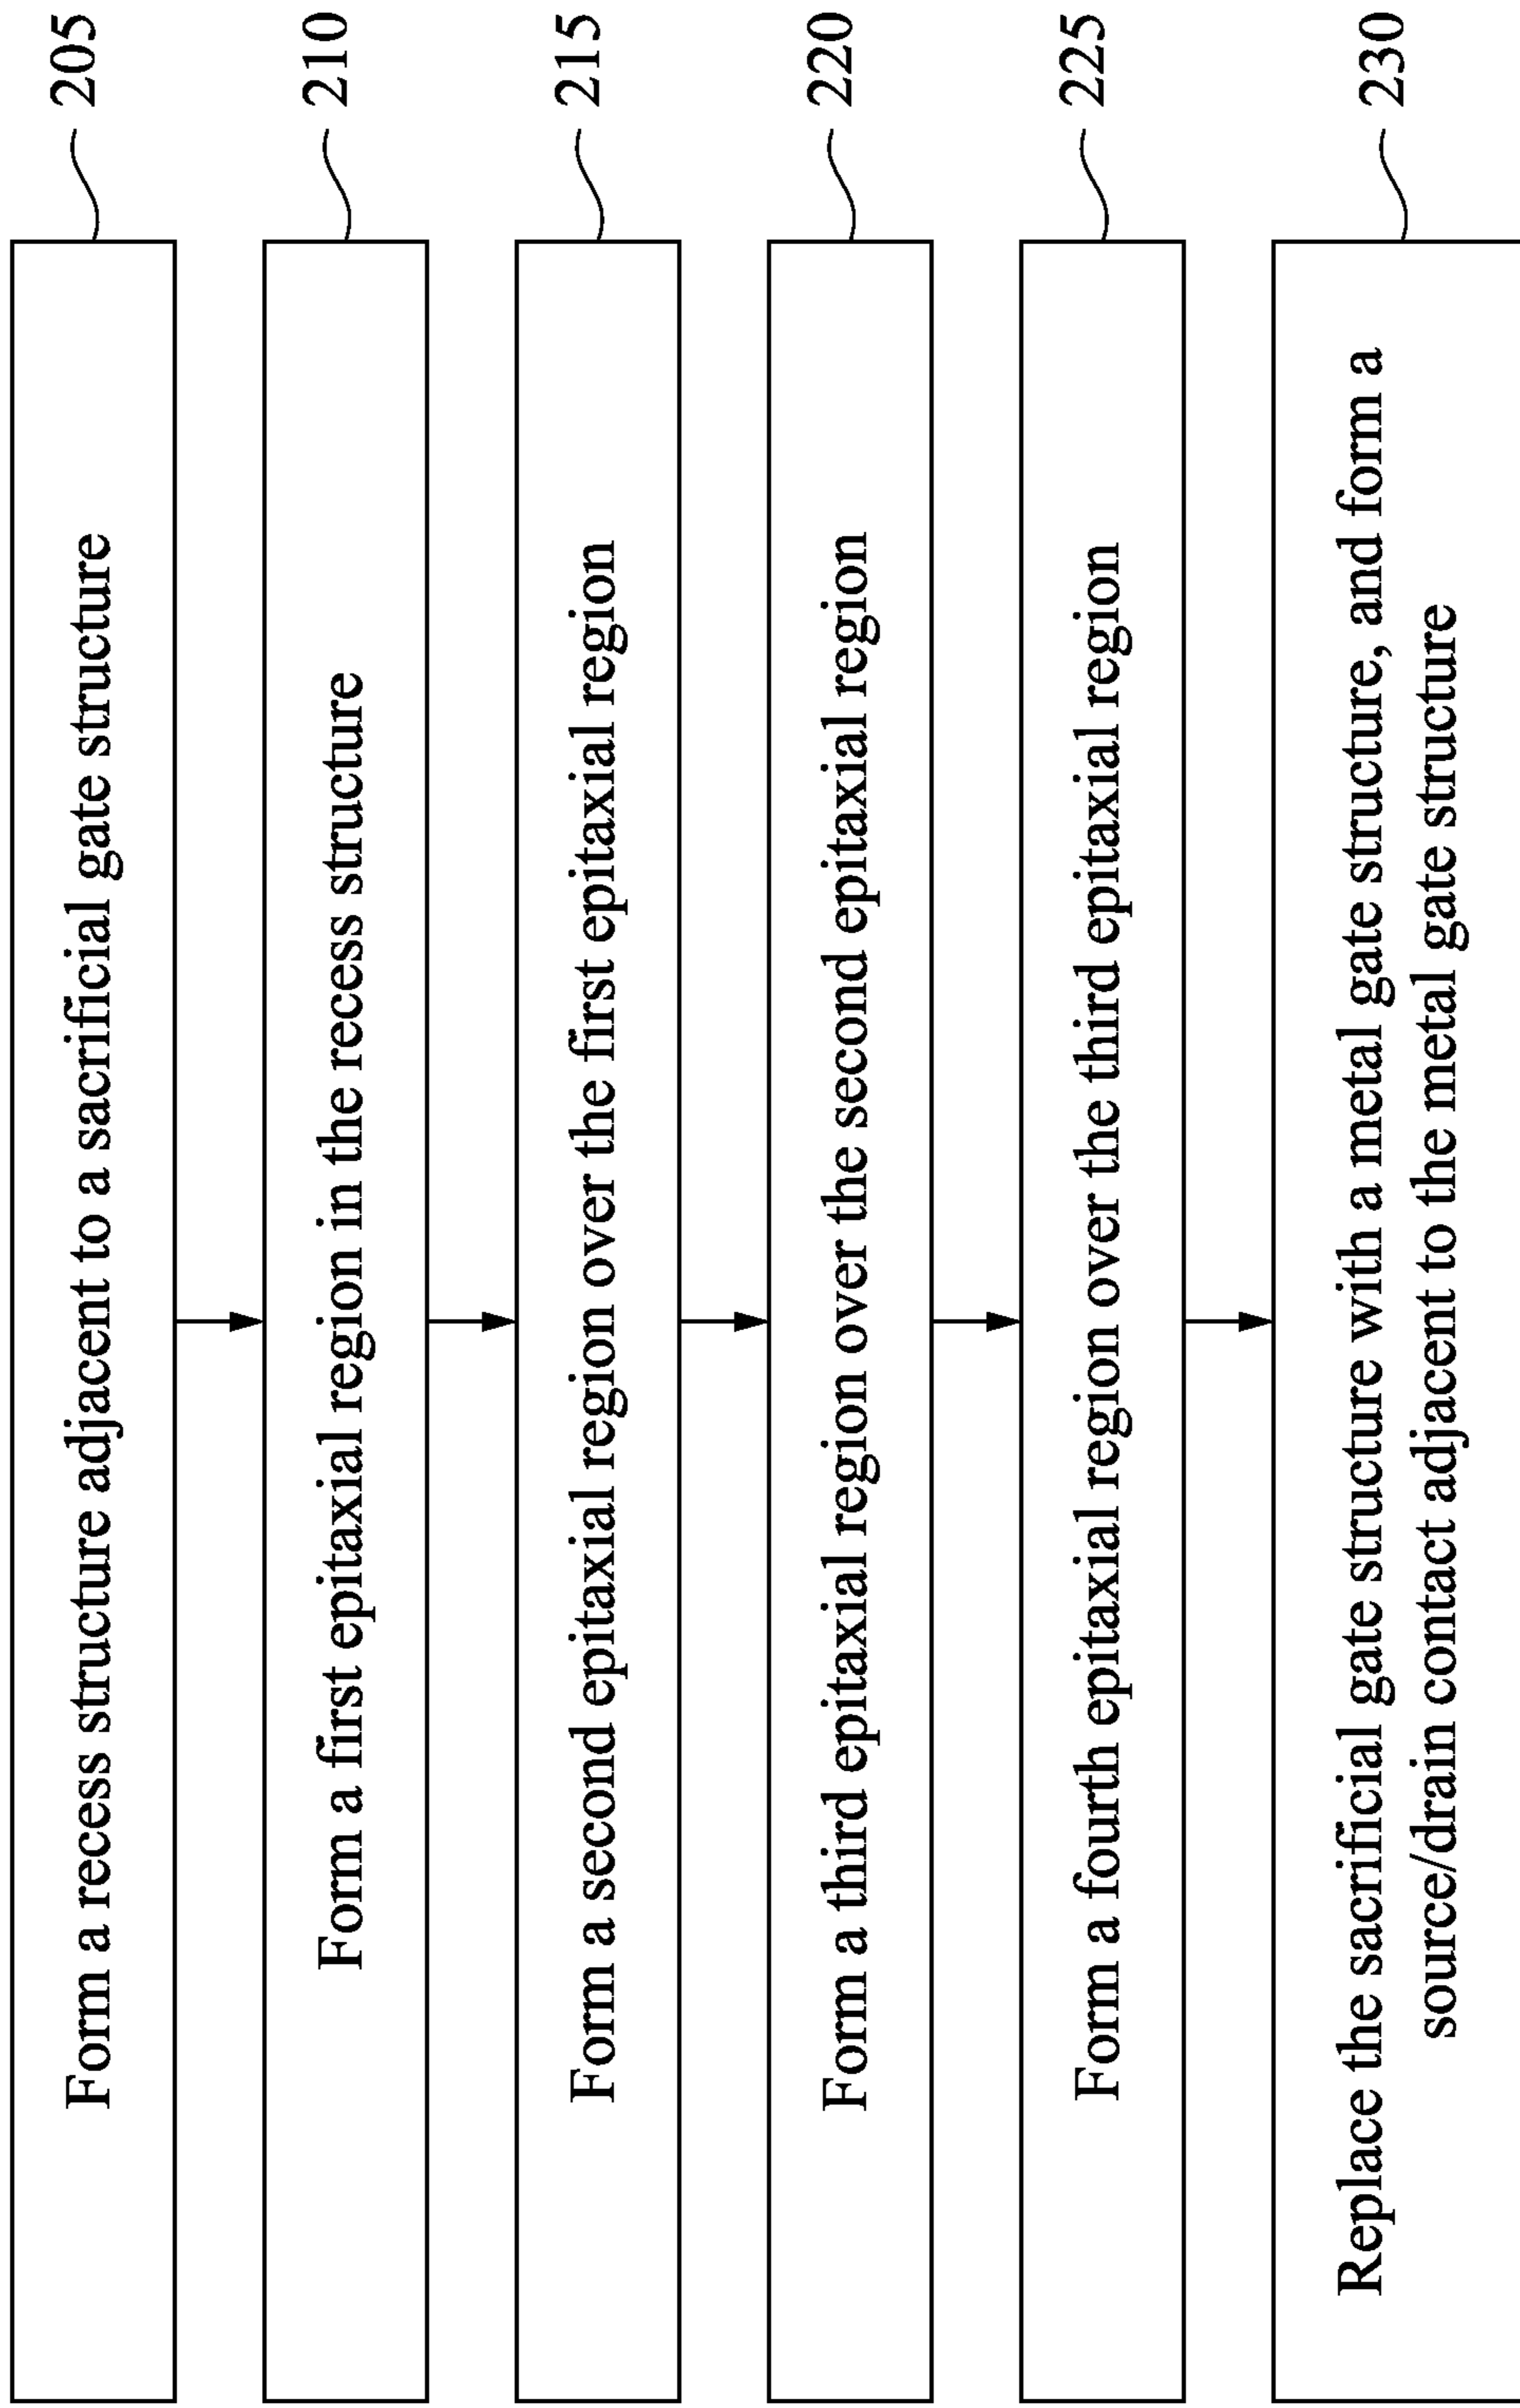 Form a recess structure adjacent to a sacrificial gate structure
205
Form a first epitaxial region in the recess structure
210
Form a second epitaxial region over the first epitaxial region
215
Form a third epitaxial region over the second epitaxial region
220
Form a fourth epitaxial region over the third epitaxial region
225
Replace the sacrificial gate structure with a metal gate structure, and form a
source/drain contact adjacent to the metal gate structure
230